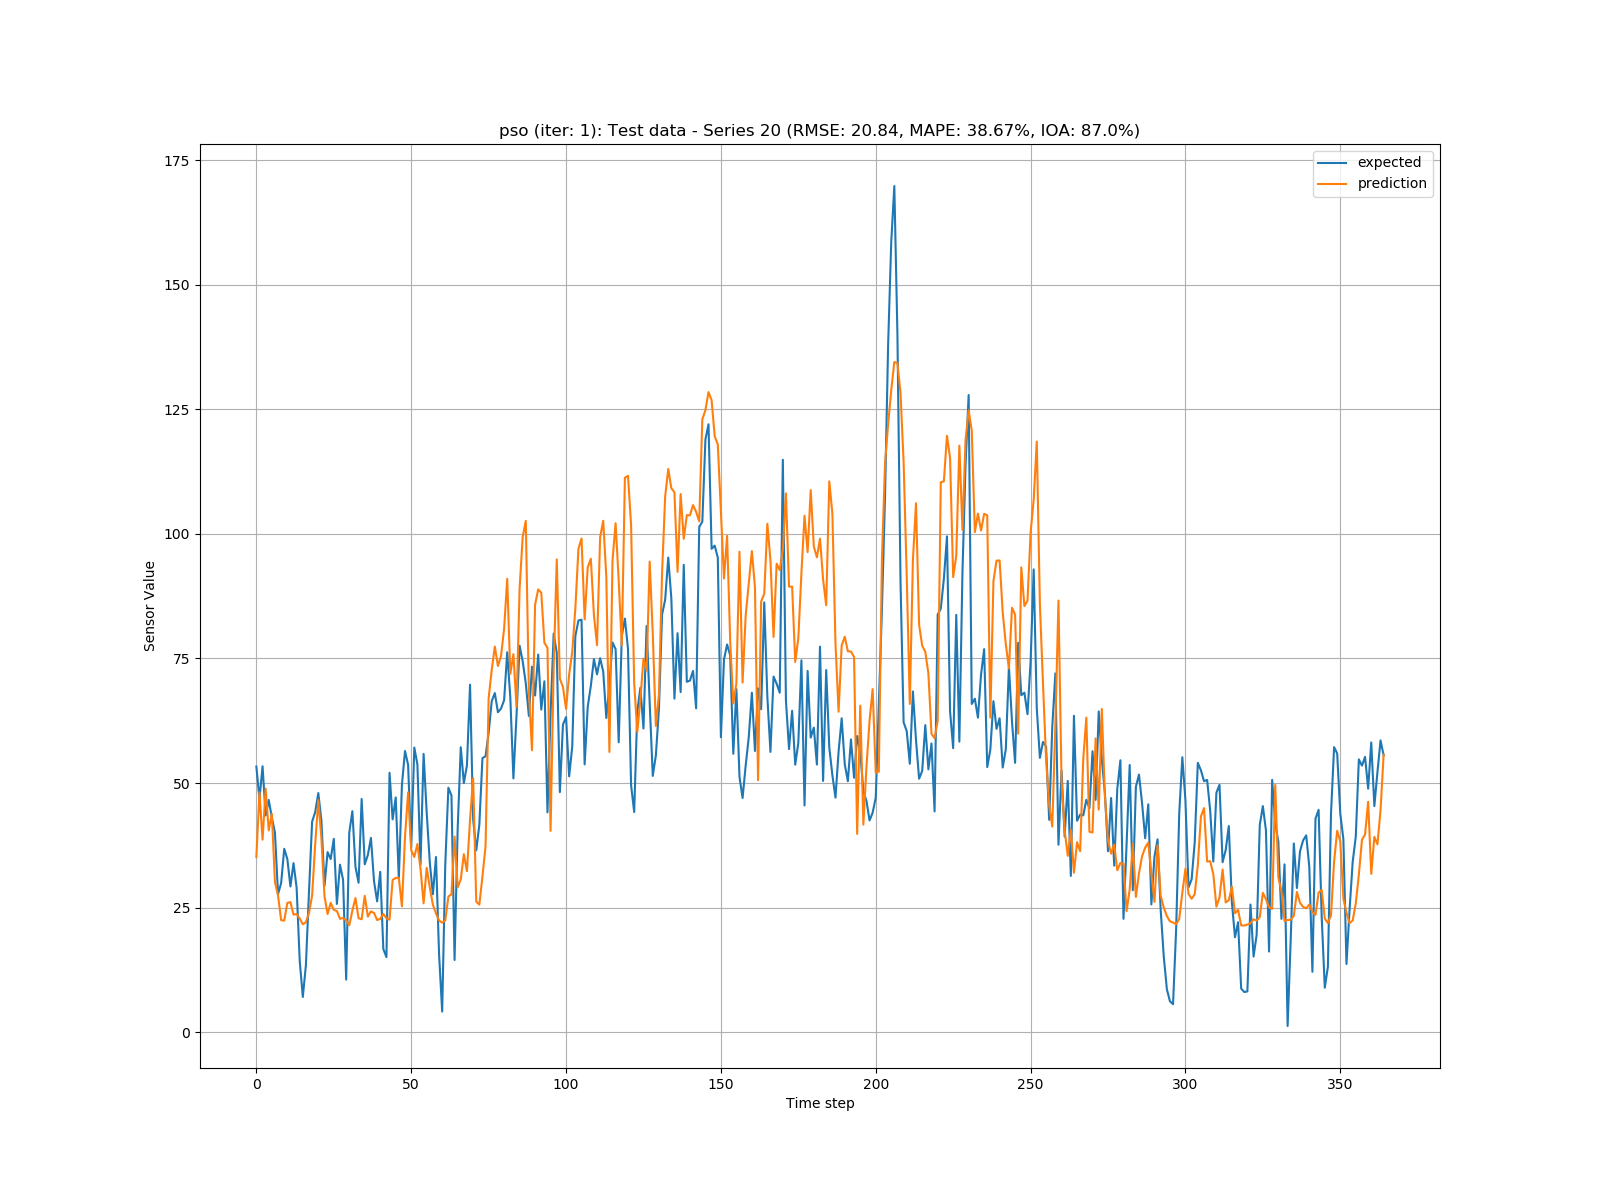 pso (iter: 1): Test data - Series 20 (RMSE: 20.84, MAPE: 38.67%, IOA: 87.0%)
expected
prediction
175
150
125
100
75
50
25
0
Sensor Value
0 50 100 150 200 250 300 350
Time step